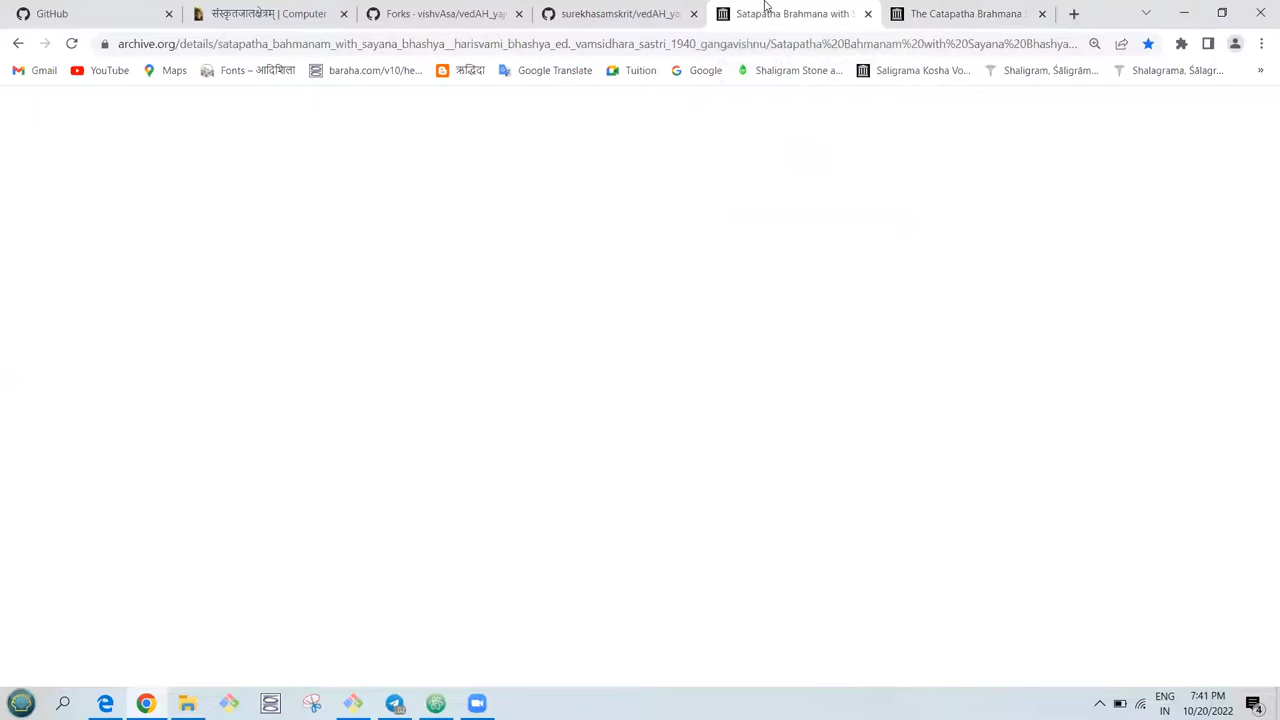 GitHub
संस्कृतजालक्षेत्रम् | Computer
Forks · vishvAsa/vedAH_yaj
surekhasamskrit/vedAH_ya
Satapatha Brahmana with S
The Catapatha Brahmana :
archive.org/details/satapatha_bahmanam_with_sayana_bhashya__harisvami_bhashya_ed._vamsidhara_sastri_1940_gangavishnu/Satapatha%20Bahmanam%20with%20Sayana%20Bhashya...
Gmail
YouTube
Maps
Fonts – आदिशिला
baraha.com/v10/he...
ऋद्धिदा
Google Translate
Tuition
Google
Shaligram Stone a...
Saligrama Kosha Vo...
Shaligram, Śāligrām...
Shalagrama, Śālagr...
»
ENG
IN
7:41 PM
10/20/2022
4